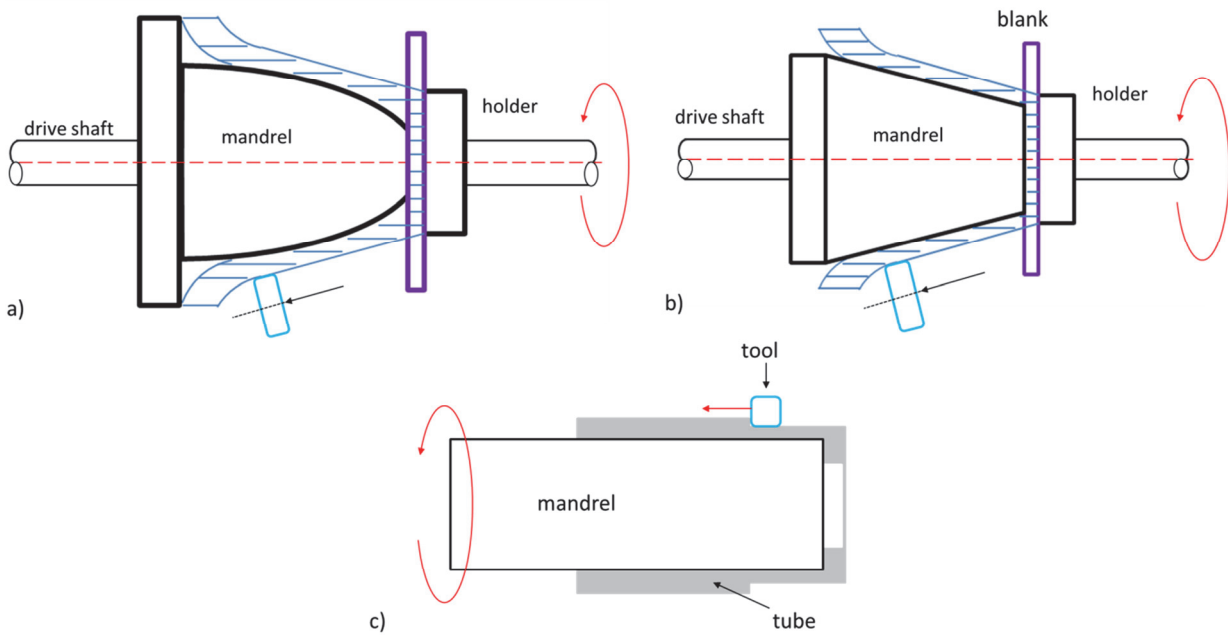 drive shaft
mandrel
holder
a)
blank
drive shaft
mandrel
holder
b)
tool
mandrel
tube
c)